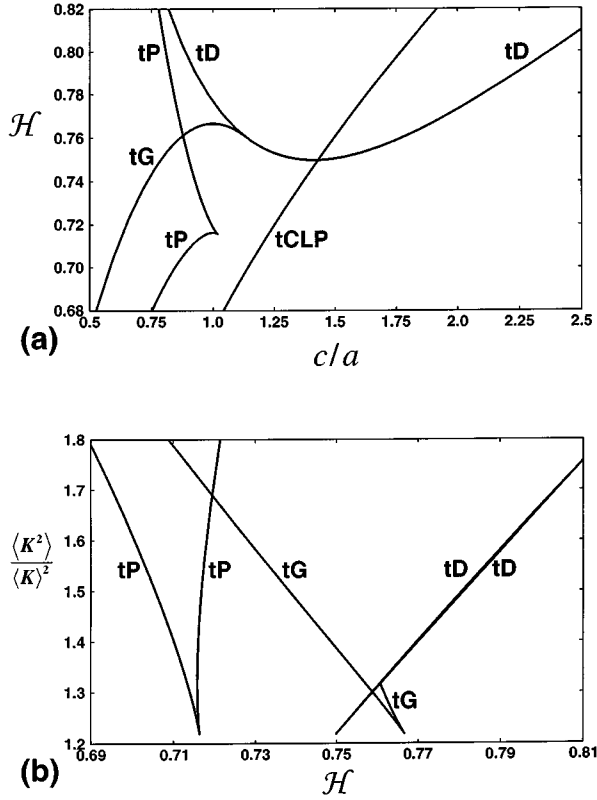 0.82
0.80
0.78
0.76
0.74
0.72
0.70
0.68
ℋ
tP
tD
tD
tG
tP
tCLP
0.5 0.75 1.0 1.25 1.5 1.75 2.0 2.25 2.5
(a)
c/a
1.8
1.7
1.6
1.5
1.4
1.3
1.2
⟨K²⟩
⟨K⟩²
tP tP tG tD tD
tG
0.69 0.71 0.73 0.75 0.77 0.79 0.81
(b)
ℋ